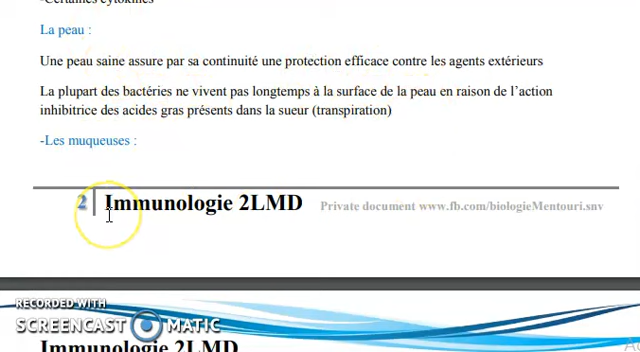 -Certaines cytokines
La peau :
Une peau saine assure par sa continuité une protection efficace contre les agents extérieurs
La plupart des bactéries ne vivent pas longtemps à la surface de la peau en raison de l’action
inhibitrice des acides gras présents dans la sueur (transpiration)
-Les muqueuses :
2 Immunologie 2LMD Private document www.fb.com/biologieMentouri.snv
RECORDED WITH
SCREENCAST MATIC
Immunologie 2LMD